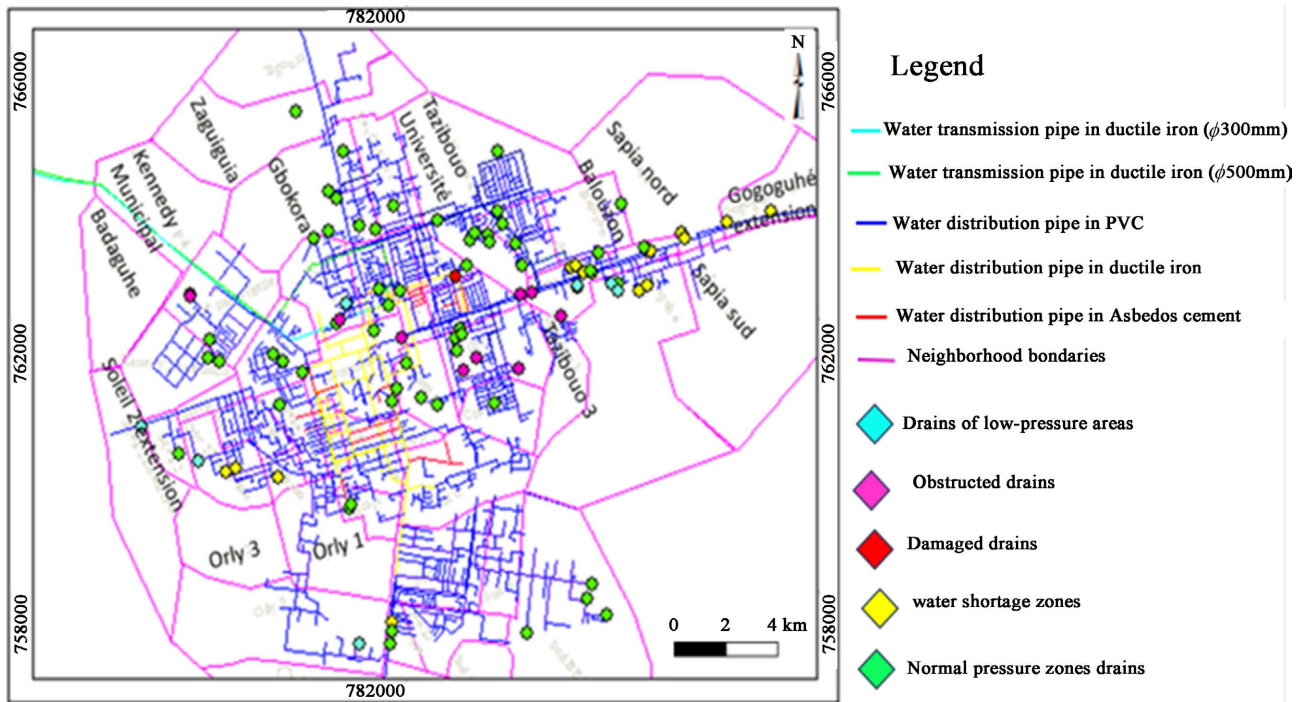 782000
766000
762000
758000
N
Zaguiguia
Kennedy
Municipal
Badaguhe
Gbokora
Université
Tazibouo
Balouzon
Sapia nord
Gogoguhé
extension
Sapia sud
Tazibouo 3
Soleil 2 extension
Orly 3
Orly 1
0 2 4 km
782000
766000
762000
758000
Legend
Water transmission pipe in ductile iron (ϕ300mm)
Water transmission pipe in ductile iron (ϕ500mm)
Water distribution pipe in PVC
Water distribution pipe in ductile iron
Water distribution pipe in Asbedos cement
Neighborhood bondaries
Drains of low-pressure areas
Obstructed drains
Damaged drains
water shortage zones
Normal pressure zones drains